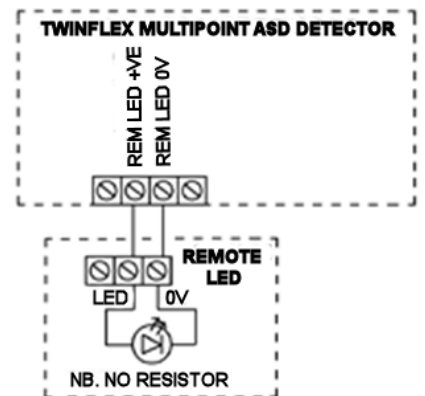 TWINFLEX MULTIPOINT ASD DETECTOR
REM LED +VE
REM LED 0V
REMOTE
LED
LED
0V
NB. NO RESISTOR